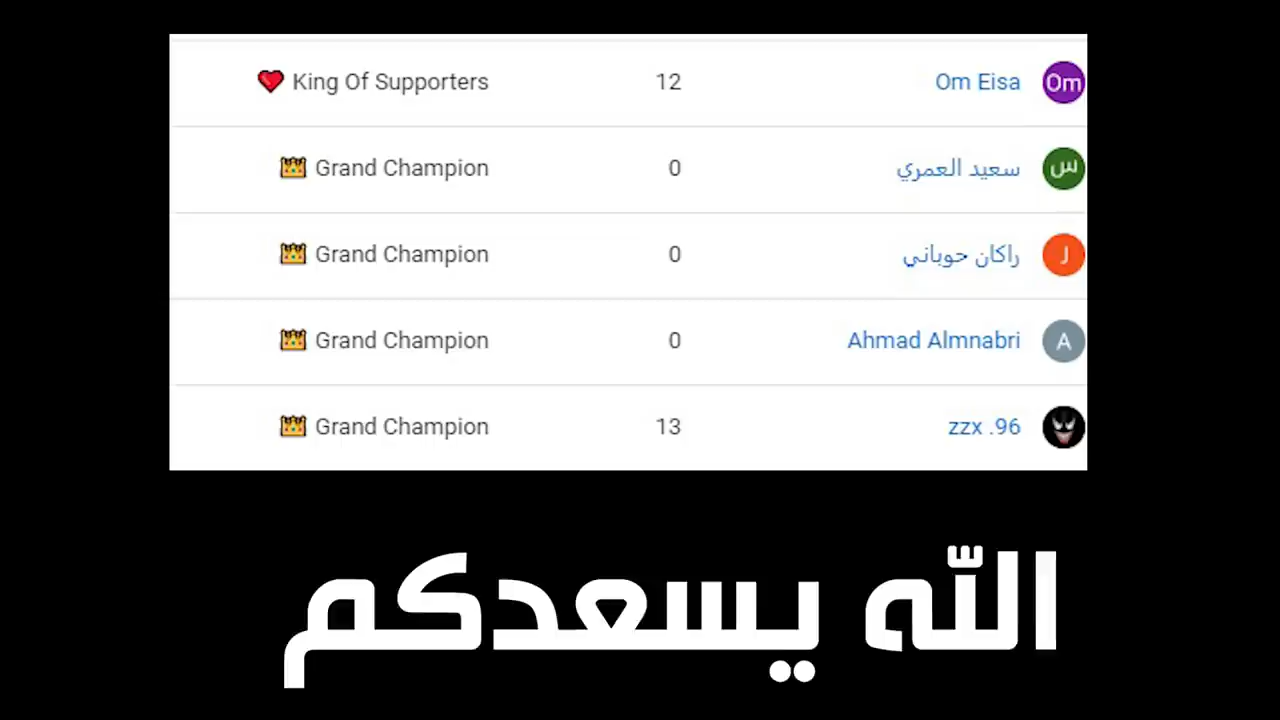 ❤️ King Of Supporters 12 Om Eisa Om
Grand Champion 0 سعيد العمري س
Grand Champion 0 راكان حوباني J
Grand Champion 0 Ahmad Almnabri A
Grand Champion 13 zzx .96
الله يسعدكم